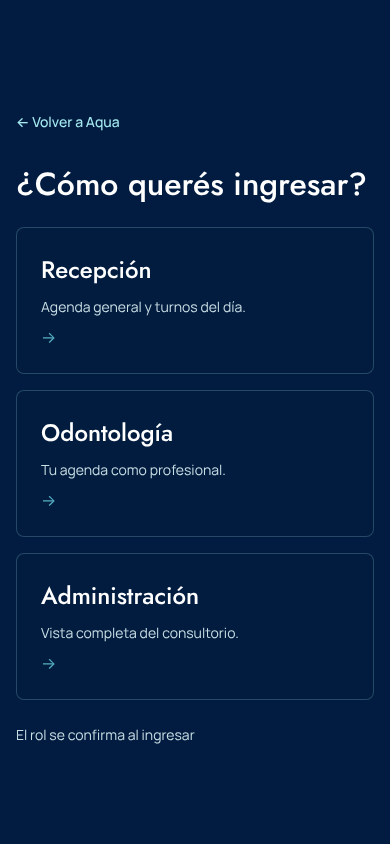 ← Volver a Aqua
¿Cómo querés ingresar?
Recepción
Agenda general y turnos del día.
→
Odontología
Tu agenda como profesional.
→
Administración
Vista completa del consultorio.
→
El rol se confirma al ingresar